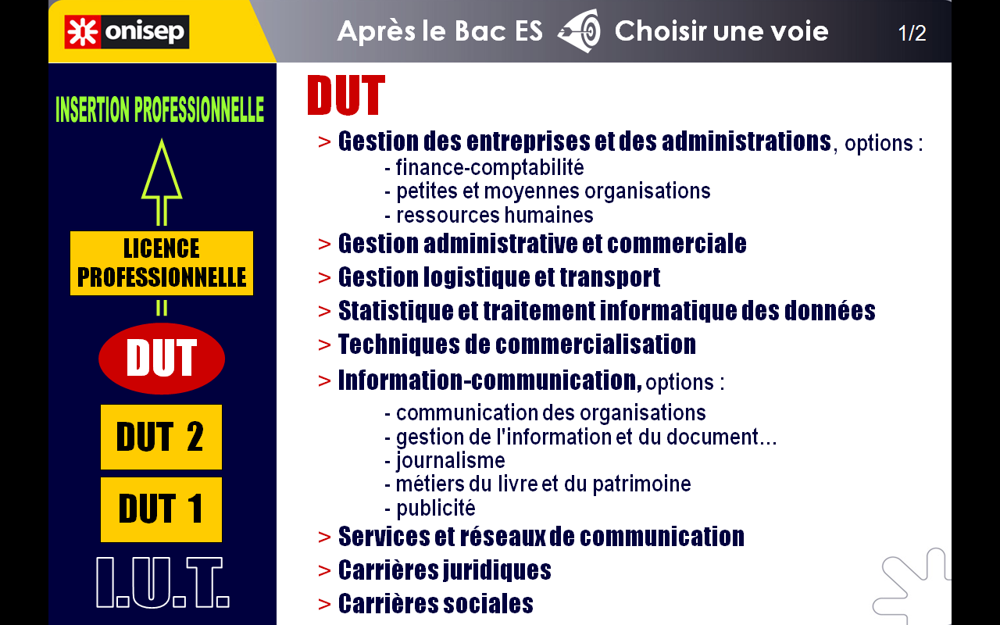 onisep
Après le Bac ES Choisir une voie 1/2
INSERTION PROFESSIONNELLE
LICENCE
PROFESSIONNELLE
DUT
DUT 2
DUT 1
I.U.T.
DUT
> Gestion des entreprises et des administrations, options :
- finance-comptabilité
- petites et moyennes organisations
- ressources humaines
> Gestion administrative et commerciale
> Gestion logistique et transport
> Statistique et traitement informatique des données
> Techniques de commercialisation
> Information-communication, options :
- communication des organisations
- gestion de l'information et du document...
- journalisme
- métiers du livre et du patrimoine
- publicité
> Services et réseaux de communication
> Carrières juridiques
> Carrières sociales